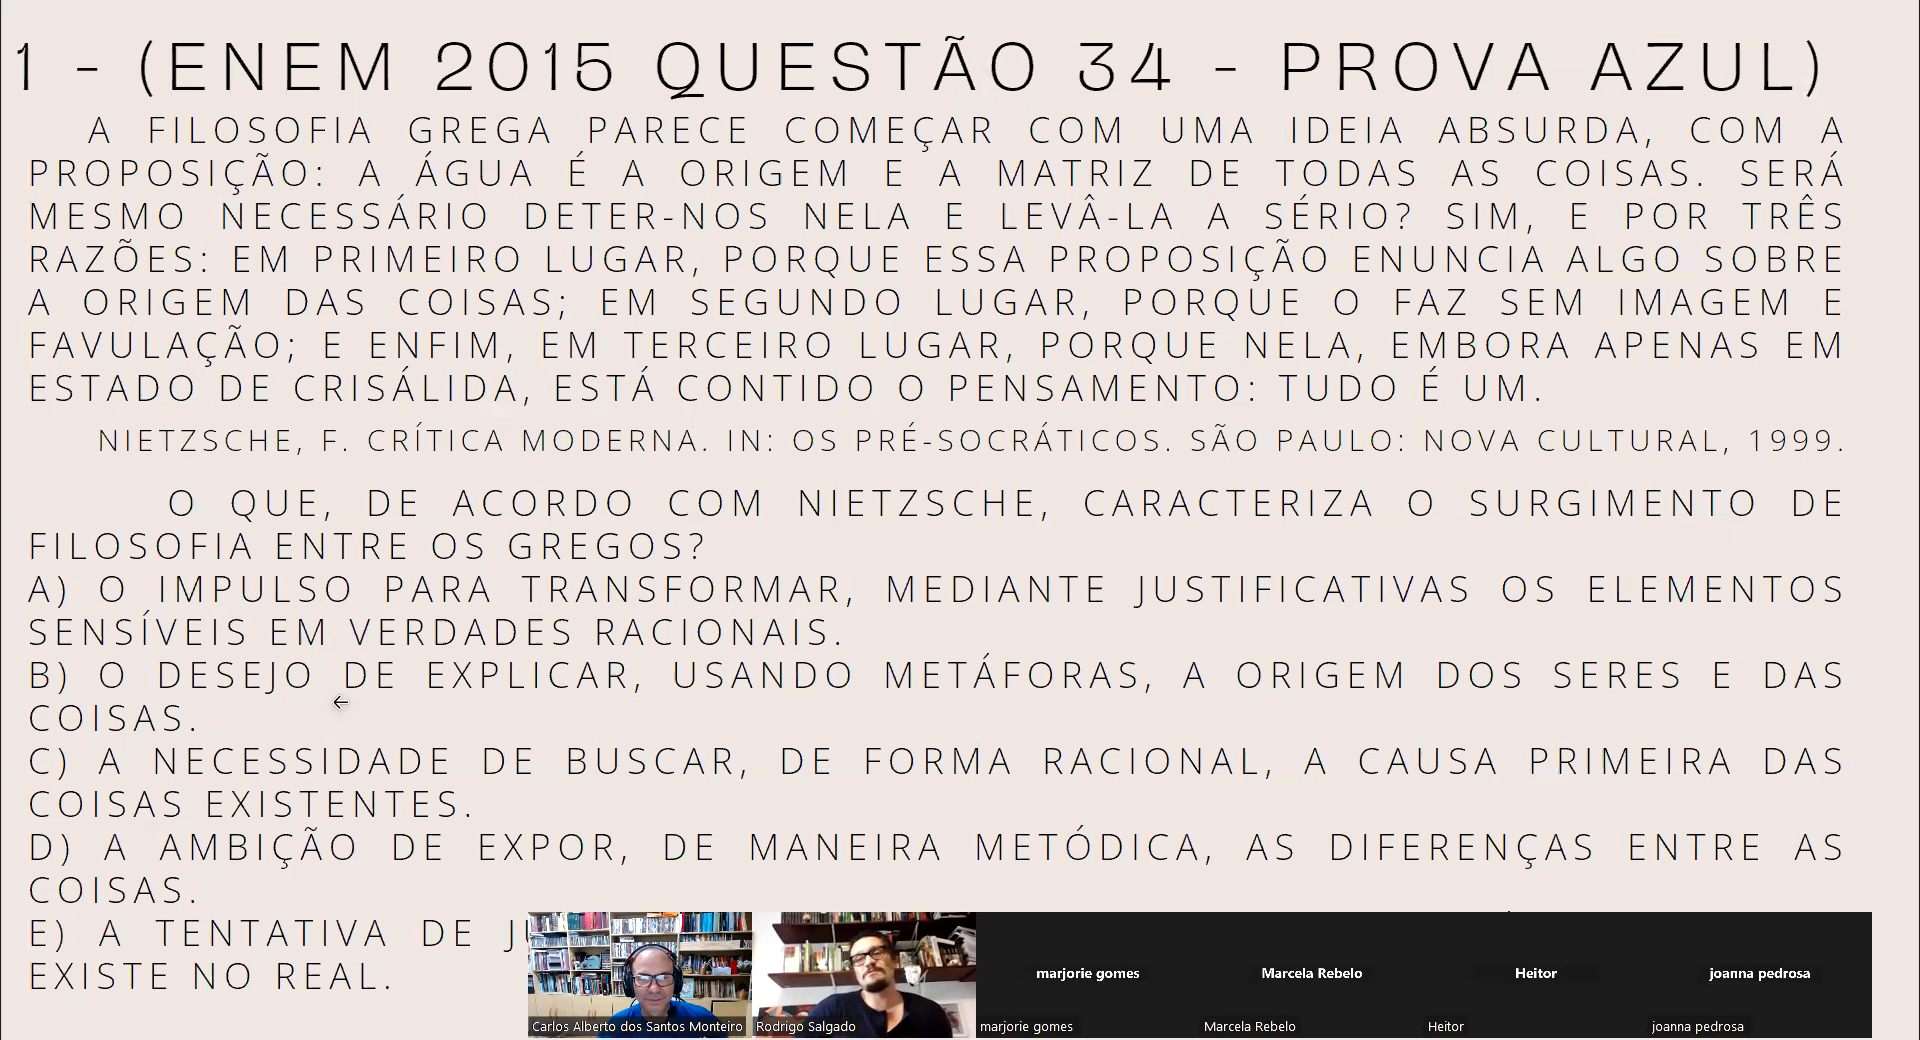 1 - (ENEM 2015 QUESTÃO 34 - PROVA AZUL)
A FILOSOFIA GREGA PARECE COMEÇAR COM UMA IDEIA ABSURDA, COM A
PROPOSIÇÃO: A ÁGUA É A ORIGEM E A MATRIZ DE TODAS AS COISAS. SERÁ
MESMO NECESSÁRIO DETER-NOS NELA E LEVÂ-LA A SÉRIO? SIM, E POR TRÊS
RAZÕES: EM PRIMEIRO LUGAR, PORQUE ESSA PROPOSIÇÃO ENUNCIA ALGO SOBRE
A ORIGEM DAS COISAS; EM SEGUNDO LUGAR, PORQUE O FAZ SEM IMAGEM E
FAVULAÇÃO; E ENFIM, EM TERCEIRO LUGAR, PORQUE NELA, EMBORA APENAS EM
ESTADO DE CRISÁLIDA, ESTÁ CONTIDO O PENSAMENTO: TUDO É UM.
NIETZSCHE, F. CRÍTICA MODERNA. IN: OS PRÉ-SOCRÁTICOS. SÃO PAULO: NOVA CULTURAL, 1999.
O QUE, DE ACORDO COM NIETZSCHE, CARACTERIZA O SURGIMENTO DE
FILOSOFIA ENTRE OS GREGOS?
A) O IMPULSO PARA TRANSFORMAR, MEDIANTE JUSTIFICATIVAS OS ELEMENTOS
SENSÍVEIS EM VERDADES RACIONAIS.
B) O DESEJO DE EXPLICAR, USANDO METÁFORAS, A ORIGEM DOS SERES E DAS
COISAS.
C) A NECESSIDADE DE BUSCAR, DE FORMA RACIONAL, A CAUSA PRIMEIRA DAS
COISAS EXISTENTES.
D) A AMBIÇÃO DE EXPOR, DE MANEIRA METÓDICA, AS DIFERENÇAS ENTRE AS
COISAS.
E) A TENTATIVA DE
EXISTE NO REAL.
marjorie gomes Marcela Rebelo Heitor joanna pedrosa
Carlos Alberto dos Santos Monteiro Rodrigo Salgado marjorie gomes Marcela Rebelo Heitor joanna pedrosa